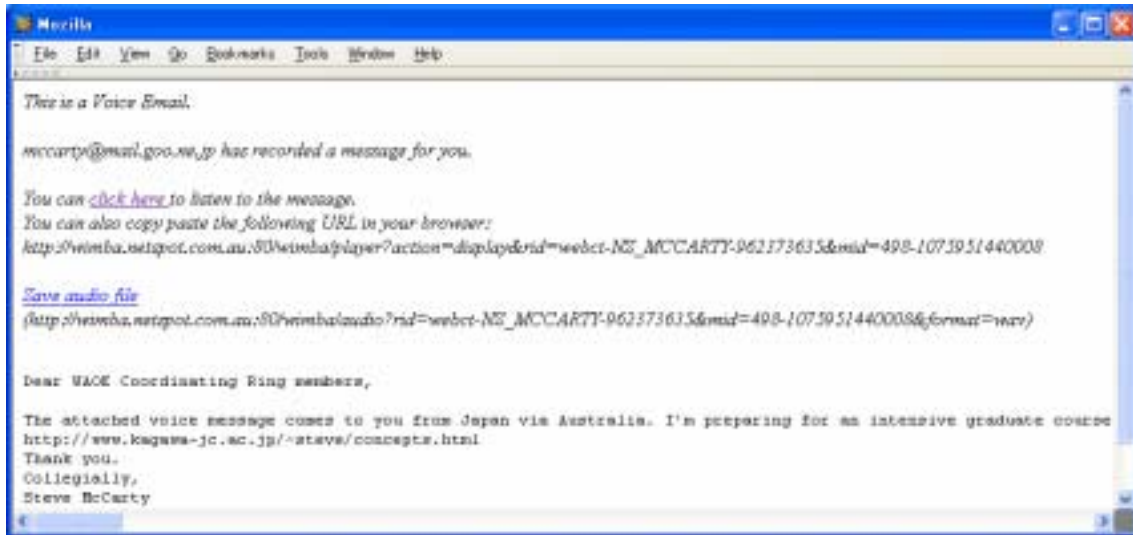 Mozilla
File Edit View Go Bookmarks Tools Window Help
This is a Voice Email.
mccarty@mail.goo.ne.jp has recorded a message for you.
You can click here to listen to the message.
You can also copy paste the following URL in your browser:
http://wimba.netspot.com.au:80/wimba/player?action=display&rid=webct-NS_MCCARTY-962373635&mid=498-1075951440008
Save audio file
(http://wimba.netspot.com.au:80/wimba/audio?rid=webct-NS_MCCARTY-962373635&mid=498-1075951440008&format=wav)
Dear WAOE Coordinating Ring members,
The attached voice message comes to you from Japan via Australia. I'm preparing for an intensive graduate course
http://www.kagawa-jc.ac.jp/~steve/concepts.html
Thank you.
Collegially,
Steve McCarty